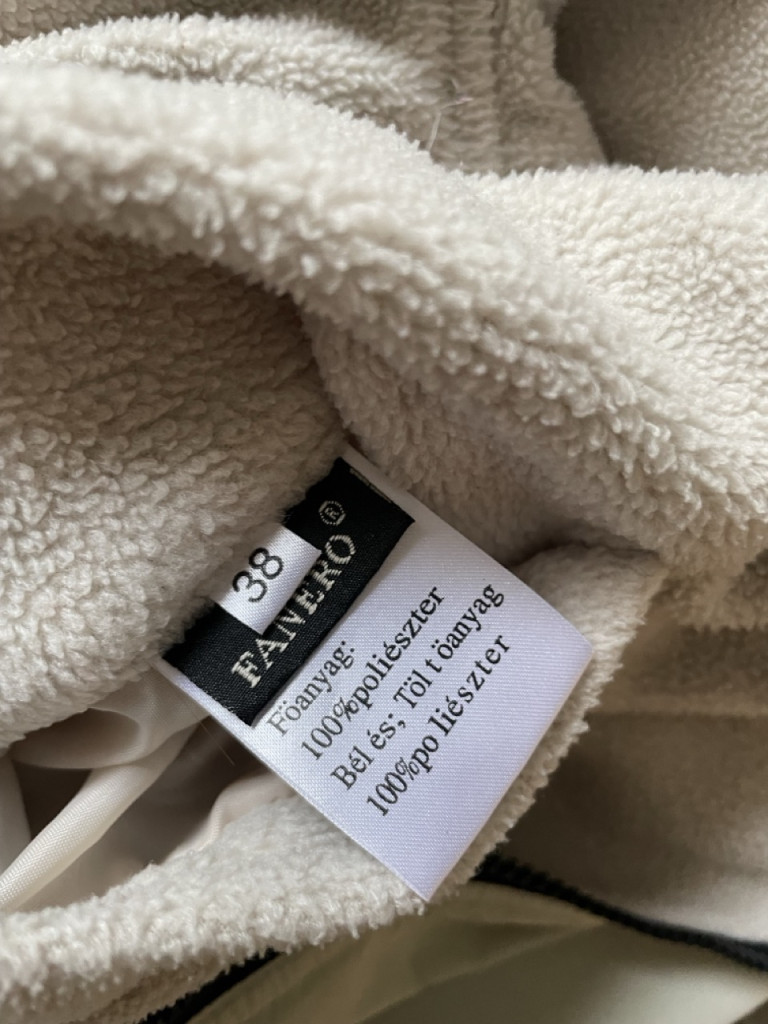 38
FANERO®
Föanyag:
100%poliészter
Bél és; Töl t öanyag
100%po liészter